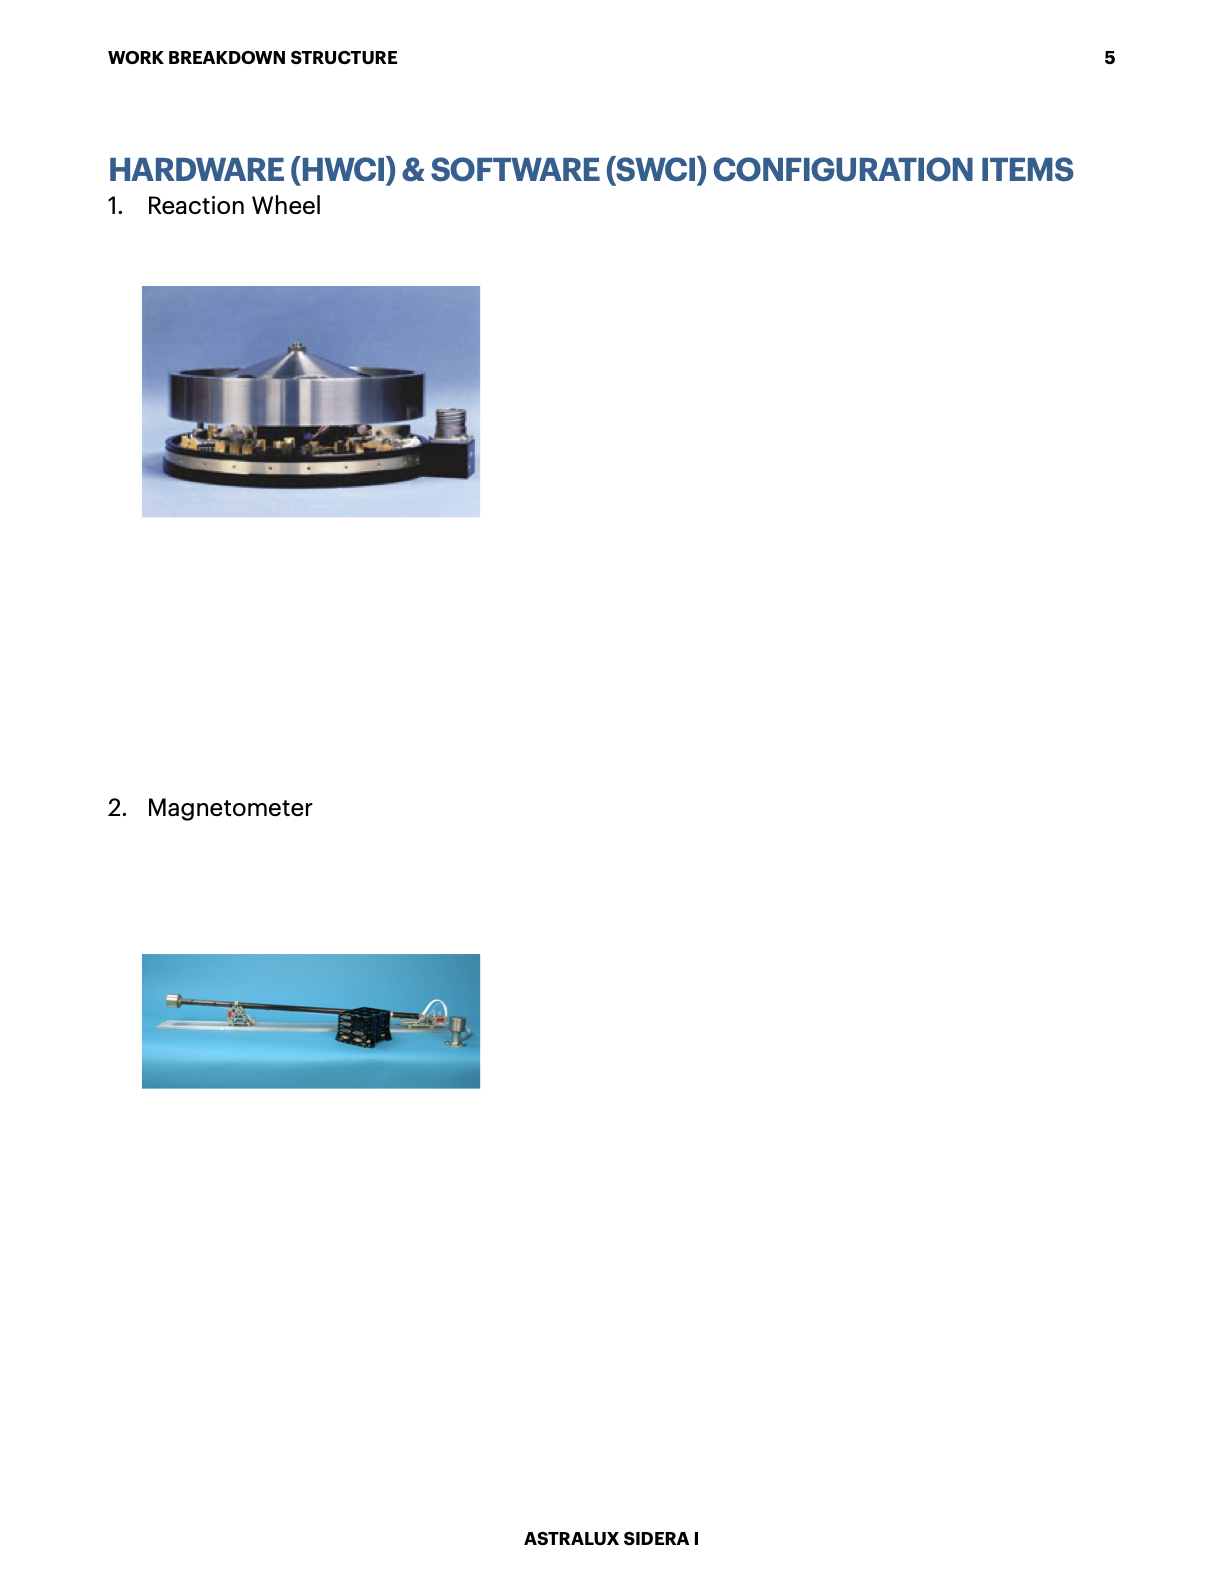 WORK BREAKDOWN STRUCTURE 5
HARDWARE (HWCI) & SOFTWARE (SWCI) CONFIGURATION ITEMS
1. Reaction Wheel
2. Magnetometer
ASTRALUX SIDERA I